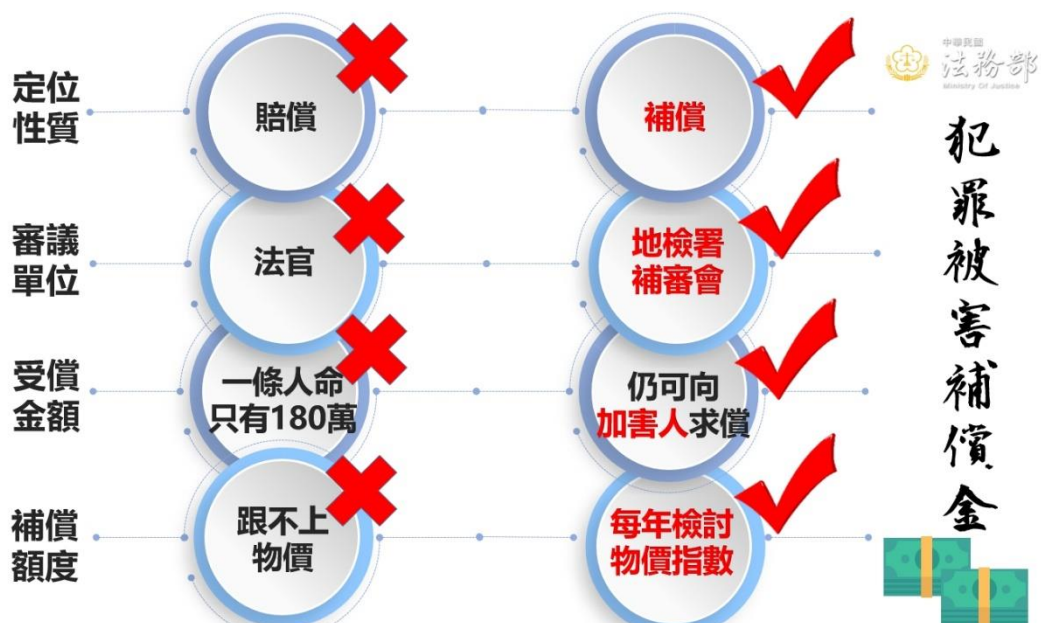 中華民國
法務部
Ministry Of Justice
犯罪被害補償金
定位
性質
賠償
補償
審議
單位
法官
地檢署
補審會
受償
金額
一條人命
只有180萬
仍可向
加害人求償
補償
額度
跟不上
物價
每年檢討
物價指數